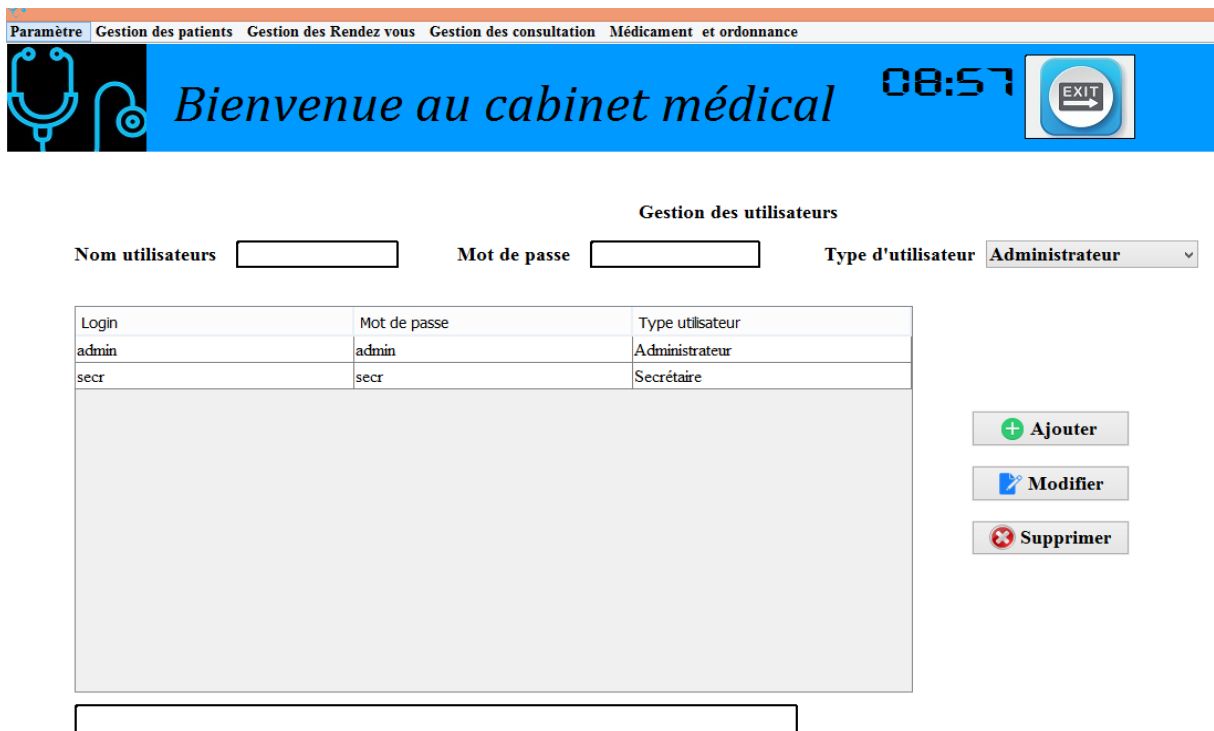 Paramètre Gestion des patients Gestion des Rendez vous Gestion des consultation Médicament et ordonnance
Bienvenue au cabinet médical 08:57 EXIT
Gestion des utilisateurs
Nom utilisateurs Mot de passe Type d'utilisateur Administrateur
Login Mot de passe Type utilisateur
admin admin Administrateur
secr secr Secrétaire
Ajouter
Modifier
Supprimer